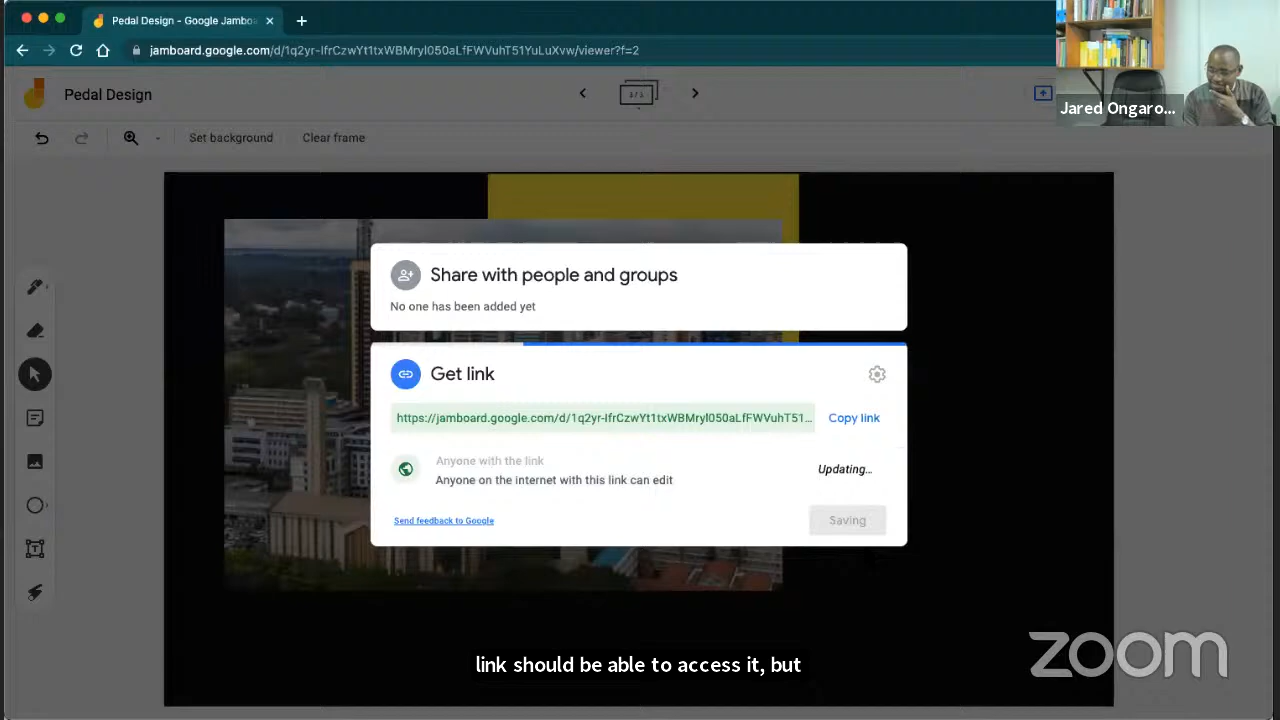 Pedal Design - Google Jambo
jamboard.google.com/d/1q2yr-IfrCzwYt1txWBMryI050aLfFWVuhT51YuLuXvw/viewer?f=2
Jared Ongaro...
Pedal Design
Set background
Clear frame
Share with people and groups
No one has been added yet
Get link
https://jamboard.google.com/d/1q2yr-IfrCzwYt1txWBMryI050aLfFWVuhT51...
Copy link
Anyone with the link
Anyone on the internet with this link can edit
Updating...
Send feedback to Google
Saving
link should be able to access it, but
zoom